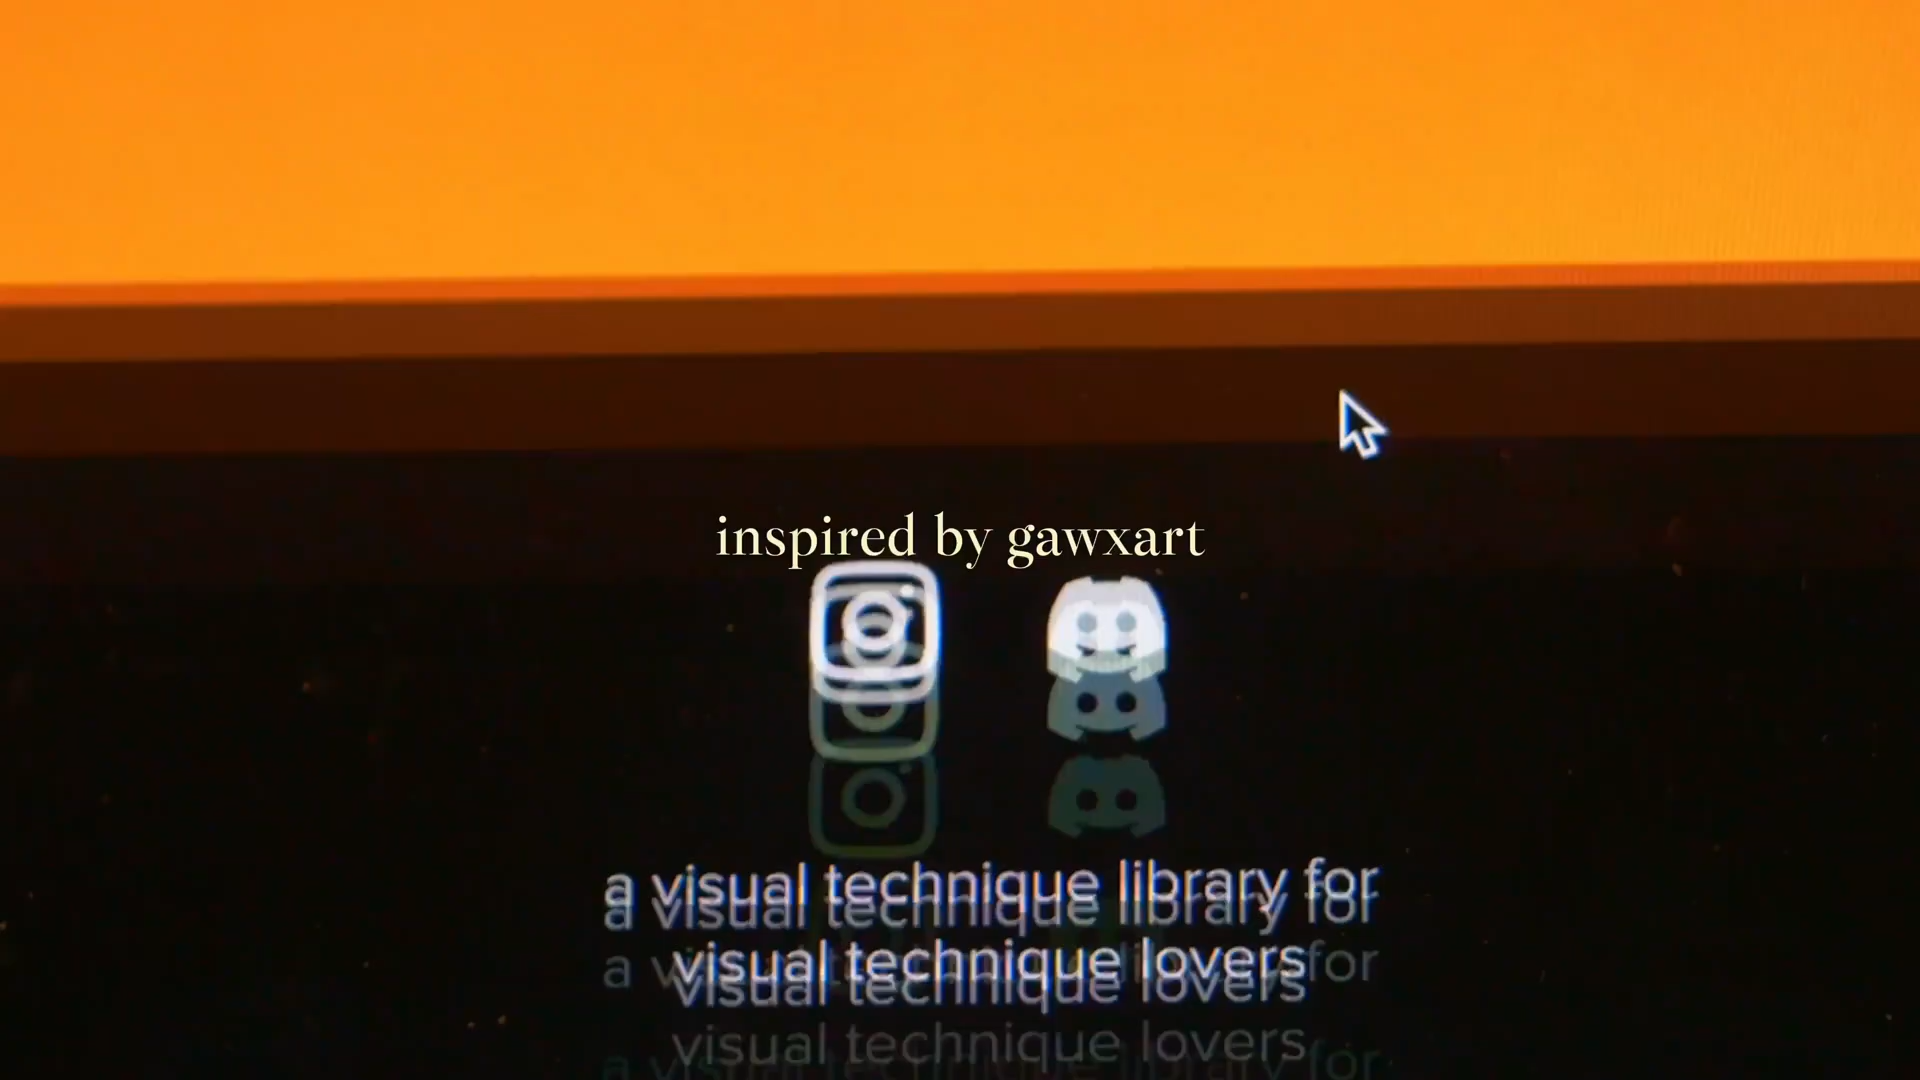 inspired by gawxart
a visual technique library for
visual technique lovers